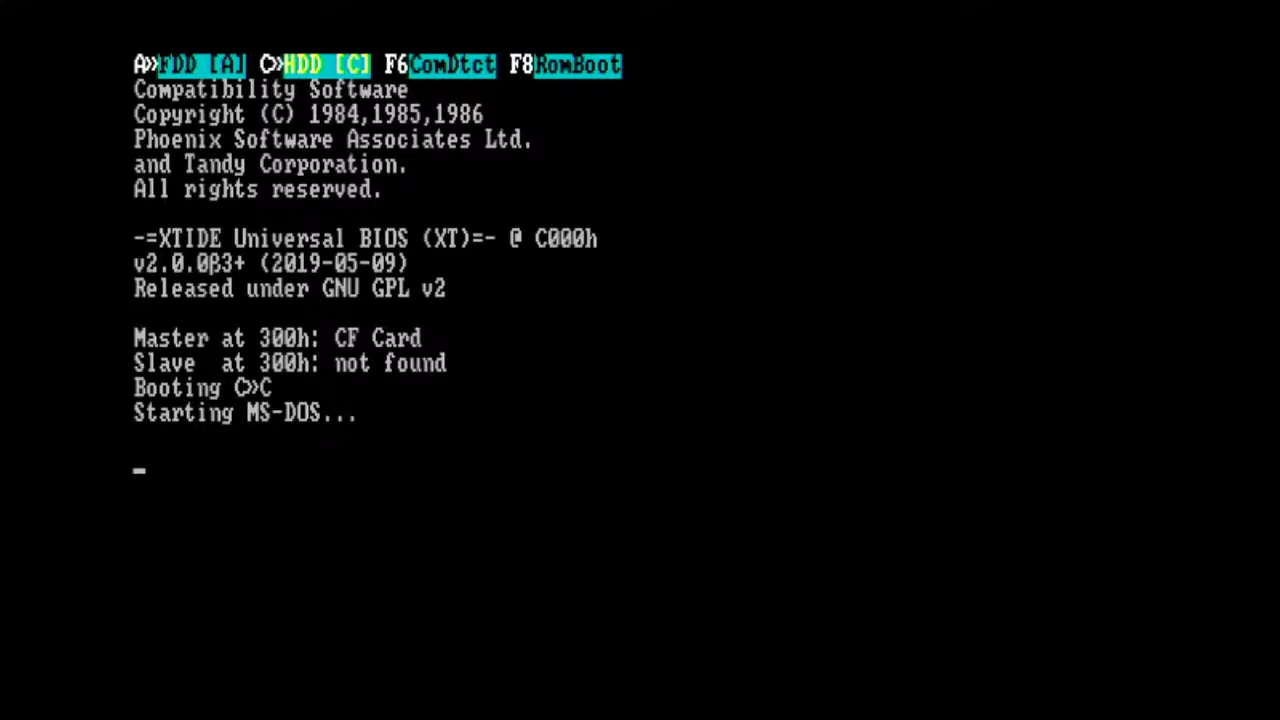 A»FDD [A] C»HDD [C] F6ComDtct F8RomBoot
Compatibility Software
Copyright (C) 1984,1985,1986
Phoenix Software Associates Ltd.
and Tandy Corporation.
All rights reserved.
-=XTIDE Universal BIOS (XT)=- @ C000h
v2.0.0β3+ (2019-05-09)
Released under GNU GPL v2
Master at 300h: CF Card
Slave  at 300h: not found
Booting C»C
Starting MS-DOS...